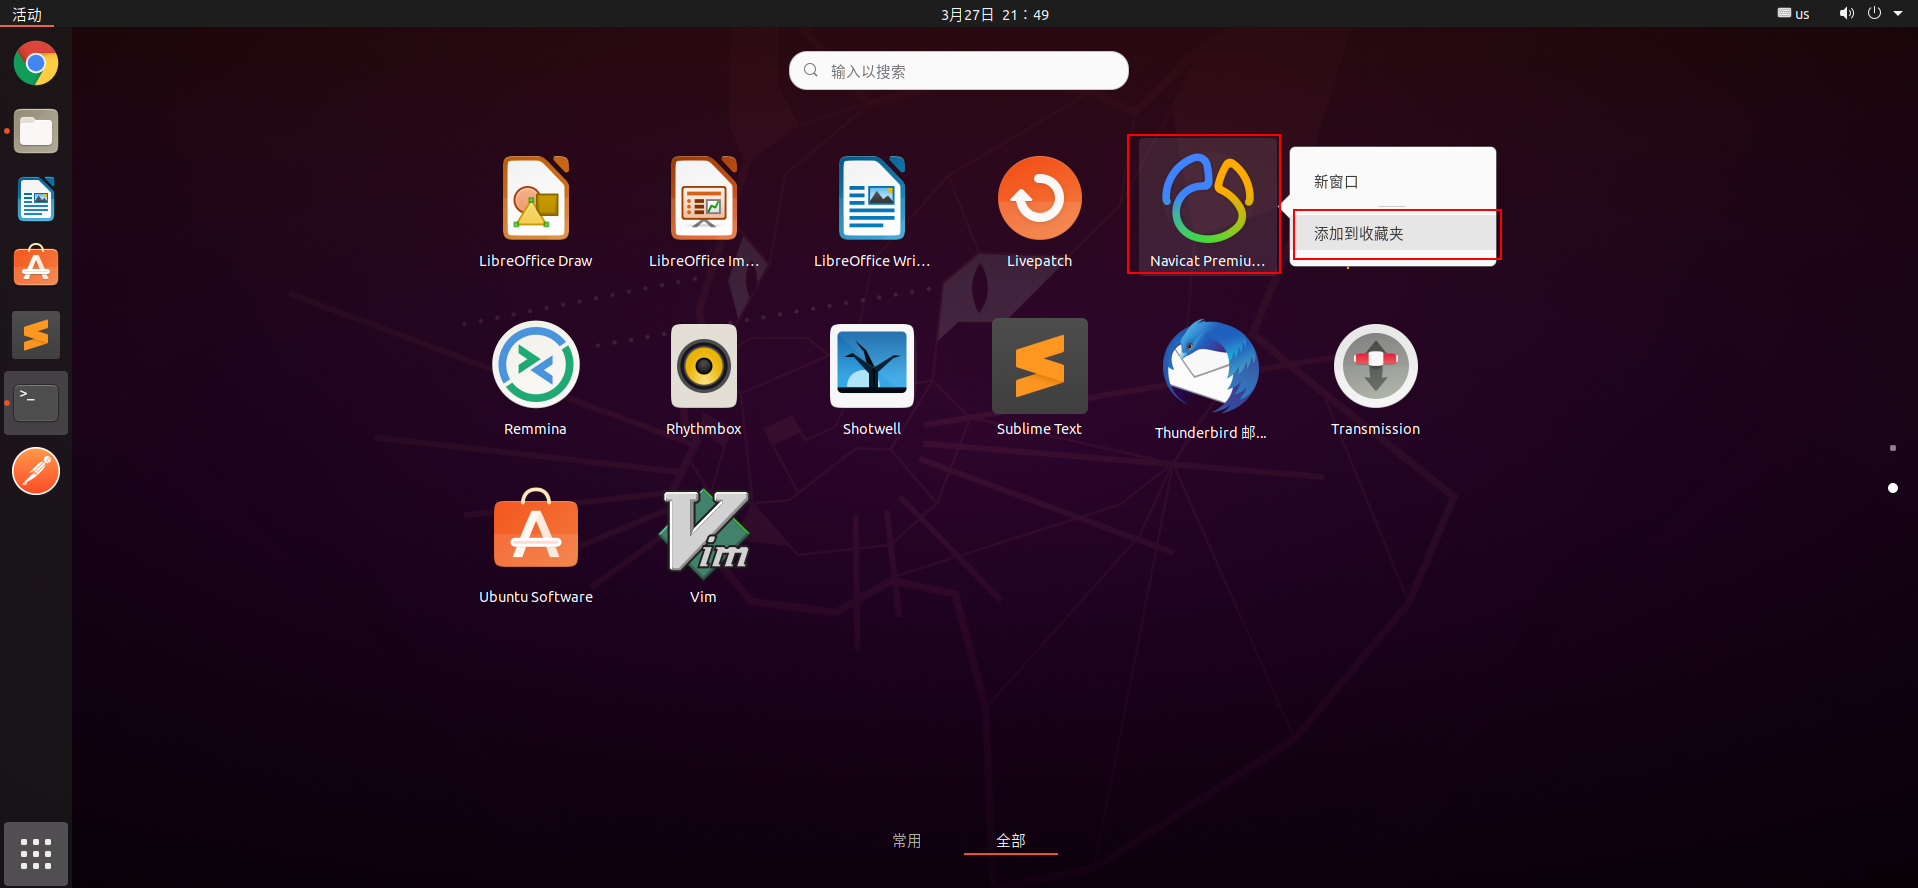 活动
3月27日 21：49
us
输入以搜索
LibreOffice Draw
LibreOffice Im...
LibreOffice Wri...
Livepatch
Navicat Premiu...
新窗口
添加到收藏夹
Remmina
Rhythmbox
Shotwell
Sublime Text
Thunderbird 邮...
Transmission
Vim
Ubuntu Software
Vim
常用
全部